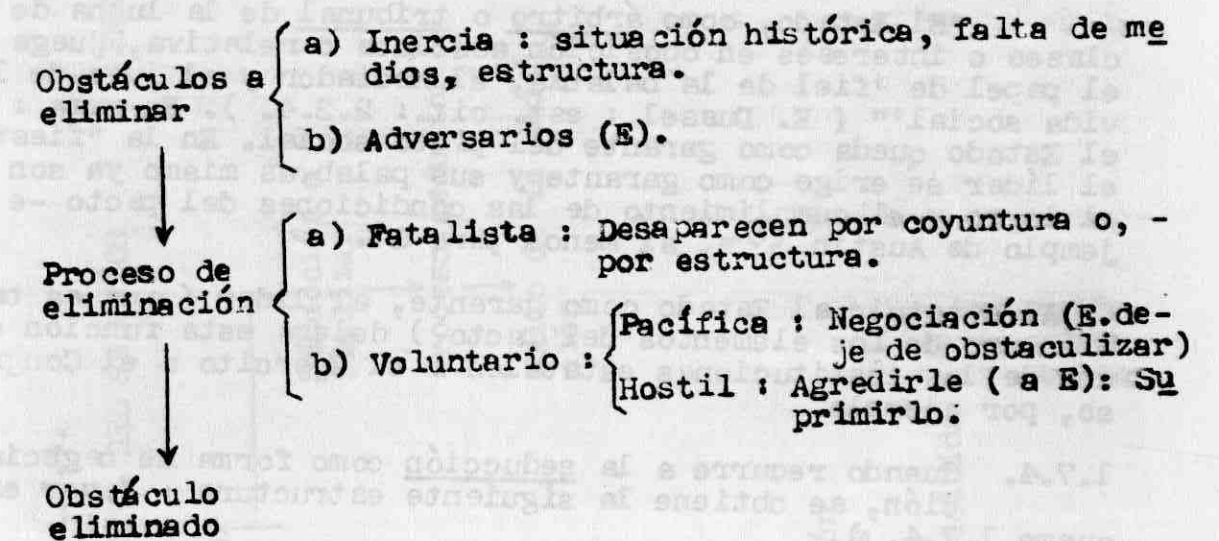 Obstáculos a eliminar
a) Inercia : situación histórica, falta de me
dios, estructura.
b) Adversarios (E).
Proceso de eliminación
a) Fatalista : Desaparecen por coyuntura o, -
por estructura.
b) Voluntario :
Pacífica : Negociación (E.de-
je de obstaculizar)
Hostil : Agredirle ( a E): Su
primirlo.
Obstáculo
eliminado